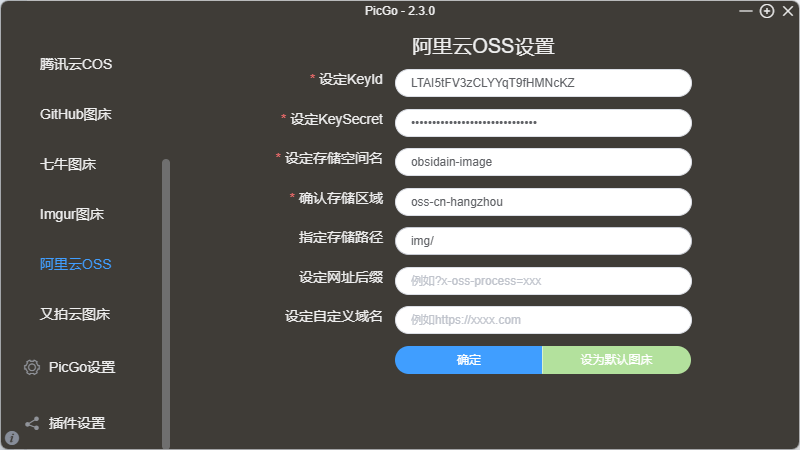 PicGo - 2.3.0
腾讯云COS
GitHub图床
七牛图床
Imgur图床
阿里云OSS
又拍云图床
PicGo设置
插件设置
阿里云OSS设置
* 设定KeyId
LTAI5tFV3zCLYYqT9fHMNcKZ
* 设定KeySecret
••••••••••••••••••••••••••••••
* 设定存储空间名
obsidain-image
* 确认存储区域
oss-cn-hangzhou
指定存储路径
img/
设定网址后缀
例如?x-oss-process=xxx
设定自定义域名
例如https://xxxx.com
确定
设为默认图床